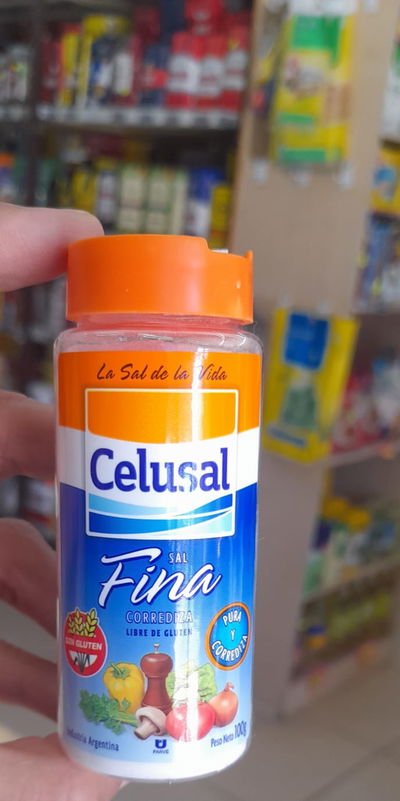 La Sal de la Vida
Celusal
SAL
Fina
CORREDIZA
LIBRE DE GLUTEN
SIN GLUTEN
PURA
Y
CORREDIZA
Industria Argentina
PARVE
Peso Neto 100g